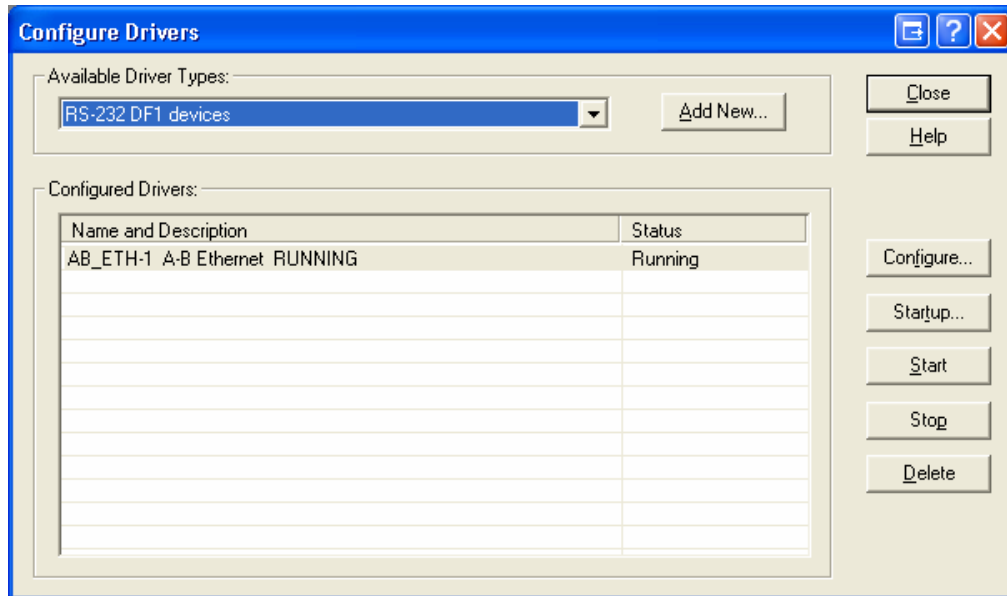 Configure Drivers
Available Driver Types:
RS-232 DF1 devices
Add New...
Close
Help
Configured Drivers:
Name and Description Status
AB_ETH-1 A-B Ethernet RUNNING Running
Configure...
Startup...
Start
Stop
Delete